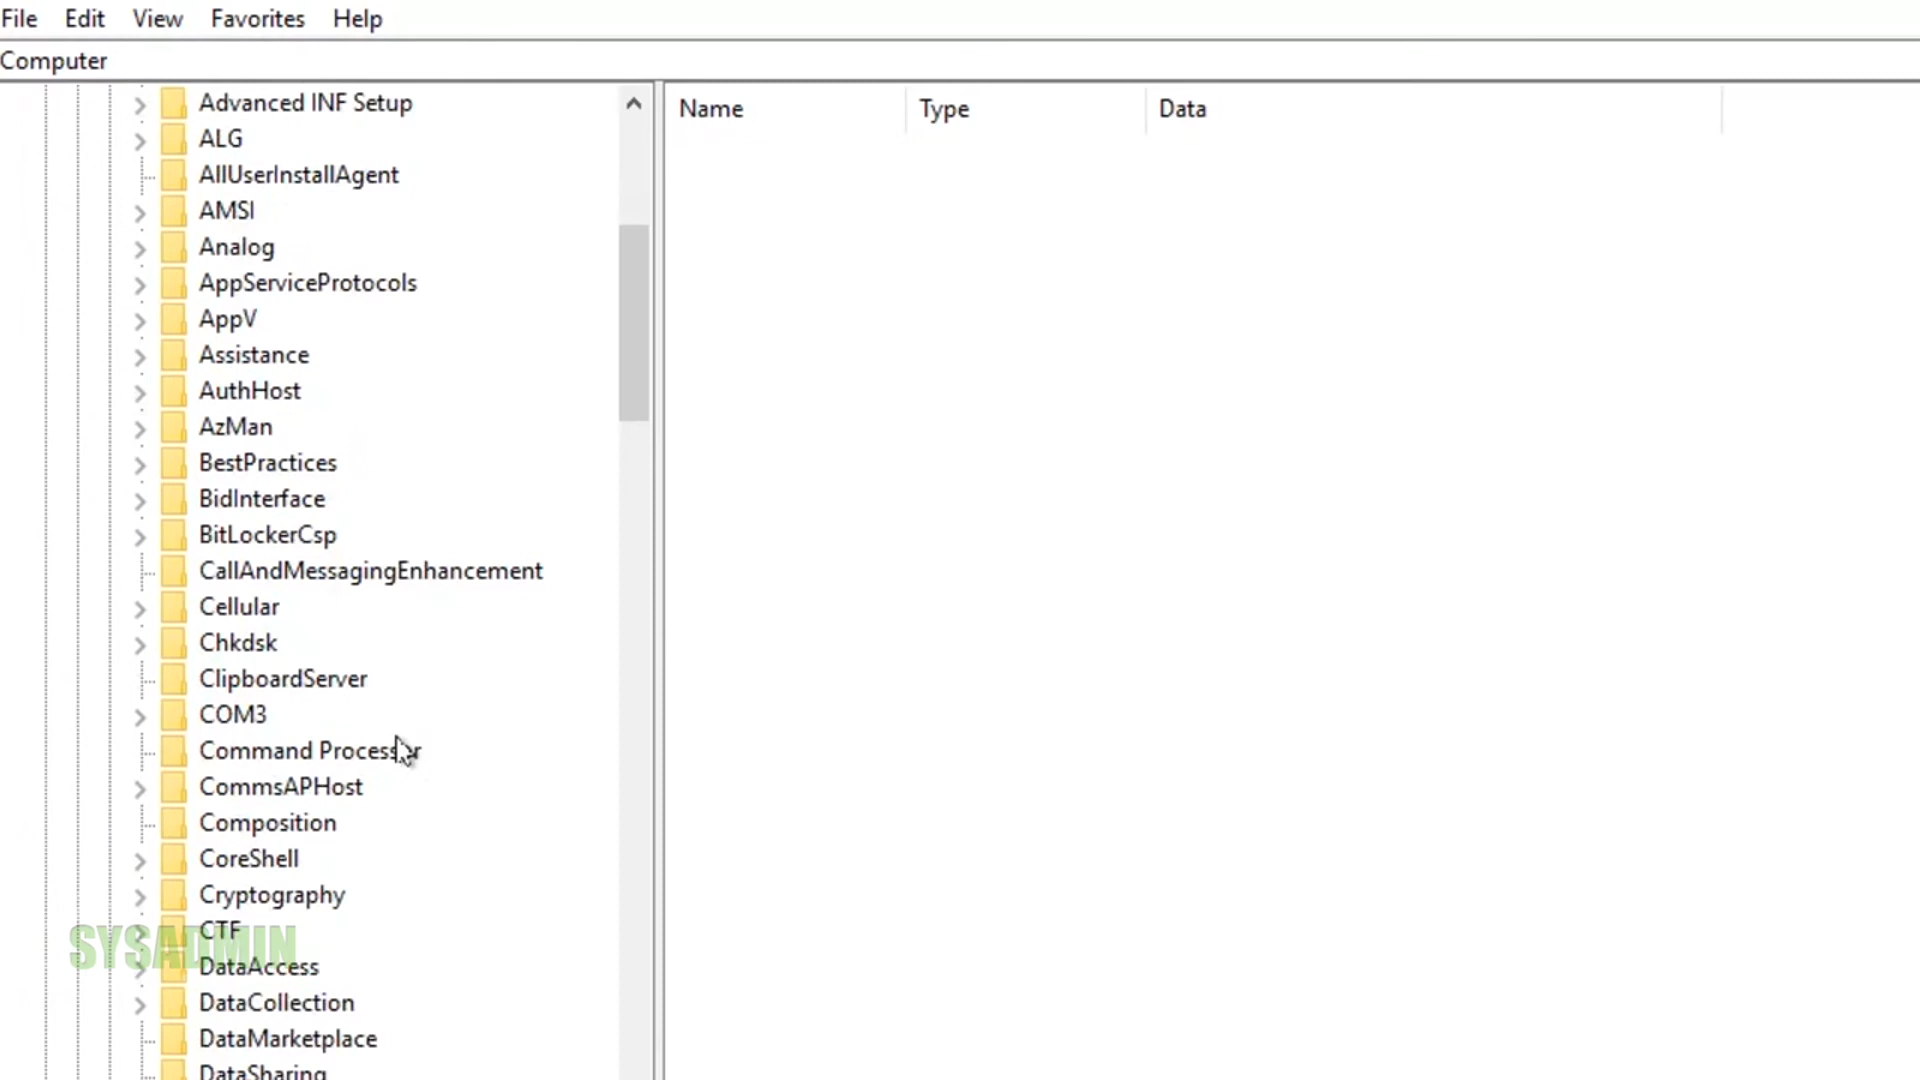 File Edit View Favorites Help
Computer
Advanced INF Setup
ALG
AllUserInstallAgent
AMSI
Analog
AppServiceProtocols
AppV
Assistance
AuthHost
AzMan
BestPractices
BidInterface
BitLockerCsp
CallAndMessagingEnhancement
Cellular
Chkdsk
ClipboardServer
COM3
Command Processor
CommsAPHost
Composition
CoreShell
Cryptography
CTF
SYSADMIN
DataAccess
DataCollection
DataMarketplace
DataSharing
Name Type Data